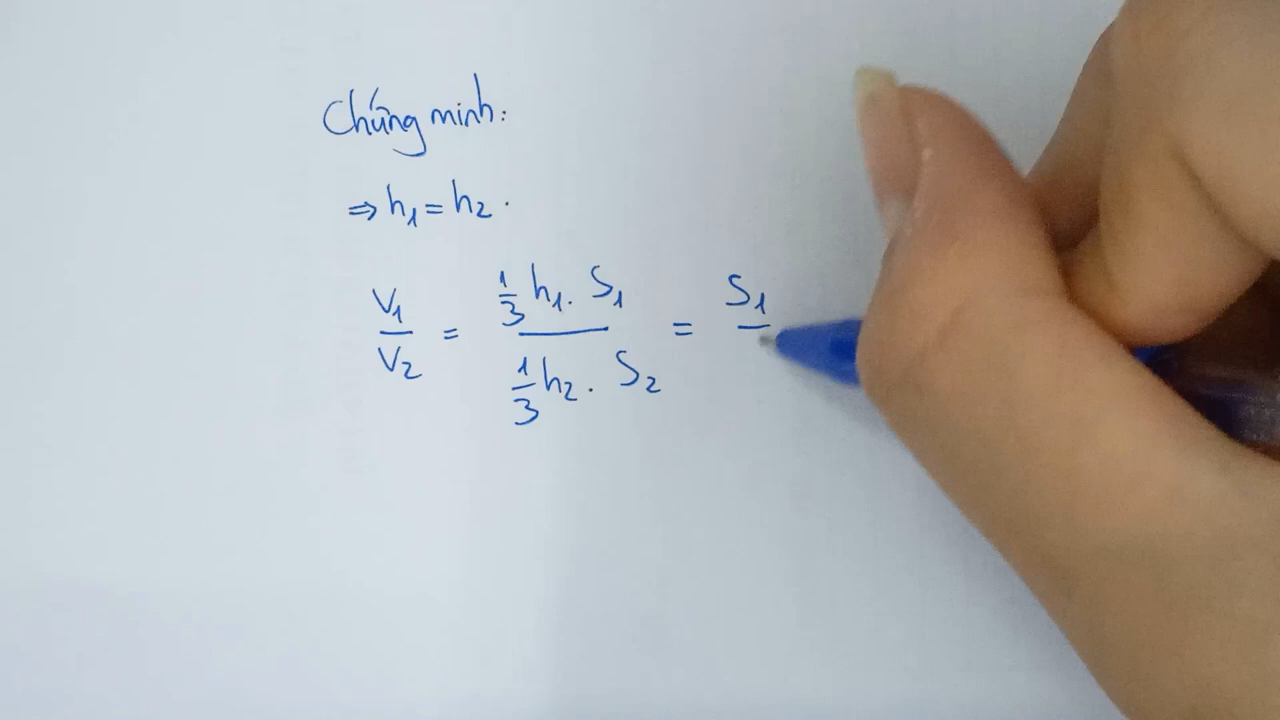 Chứng minh:
⇒ h₁ = h₂.
V₁/V₂ = (1/3 h₁. S₁)/(1/3 h₂. S₂) = S₁/